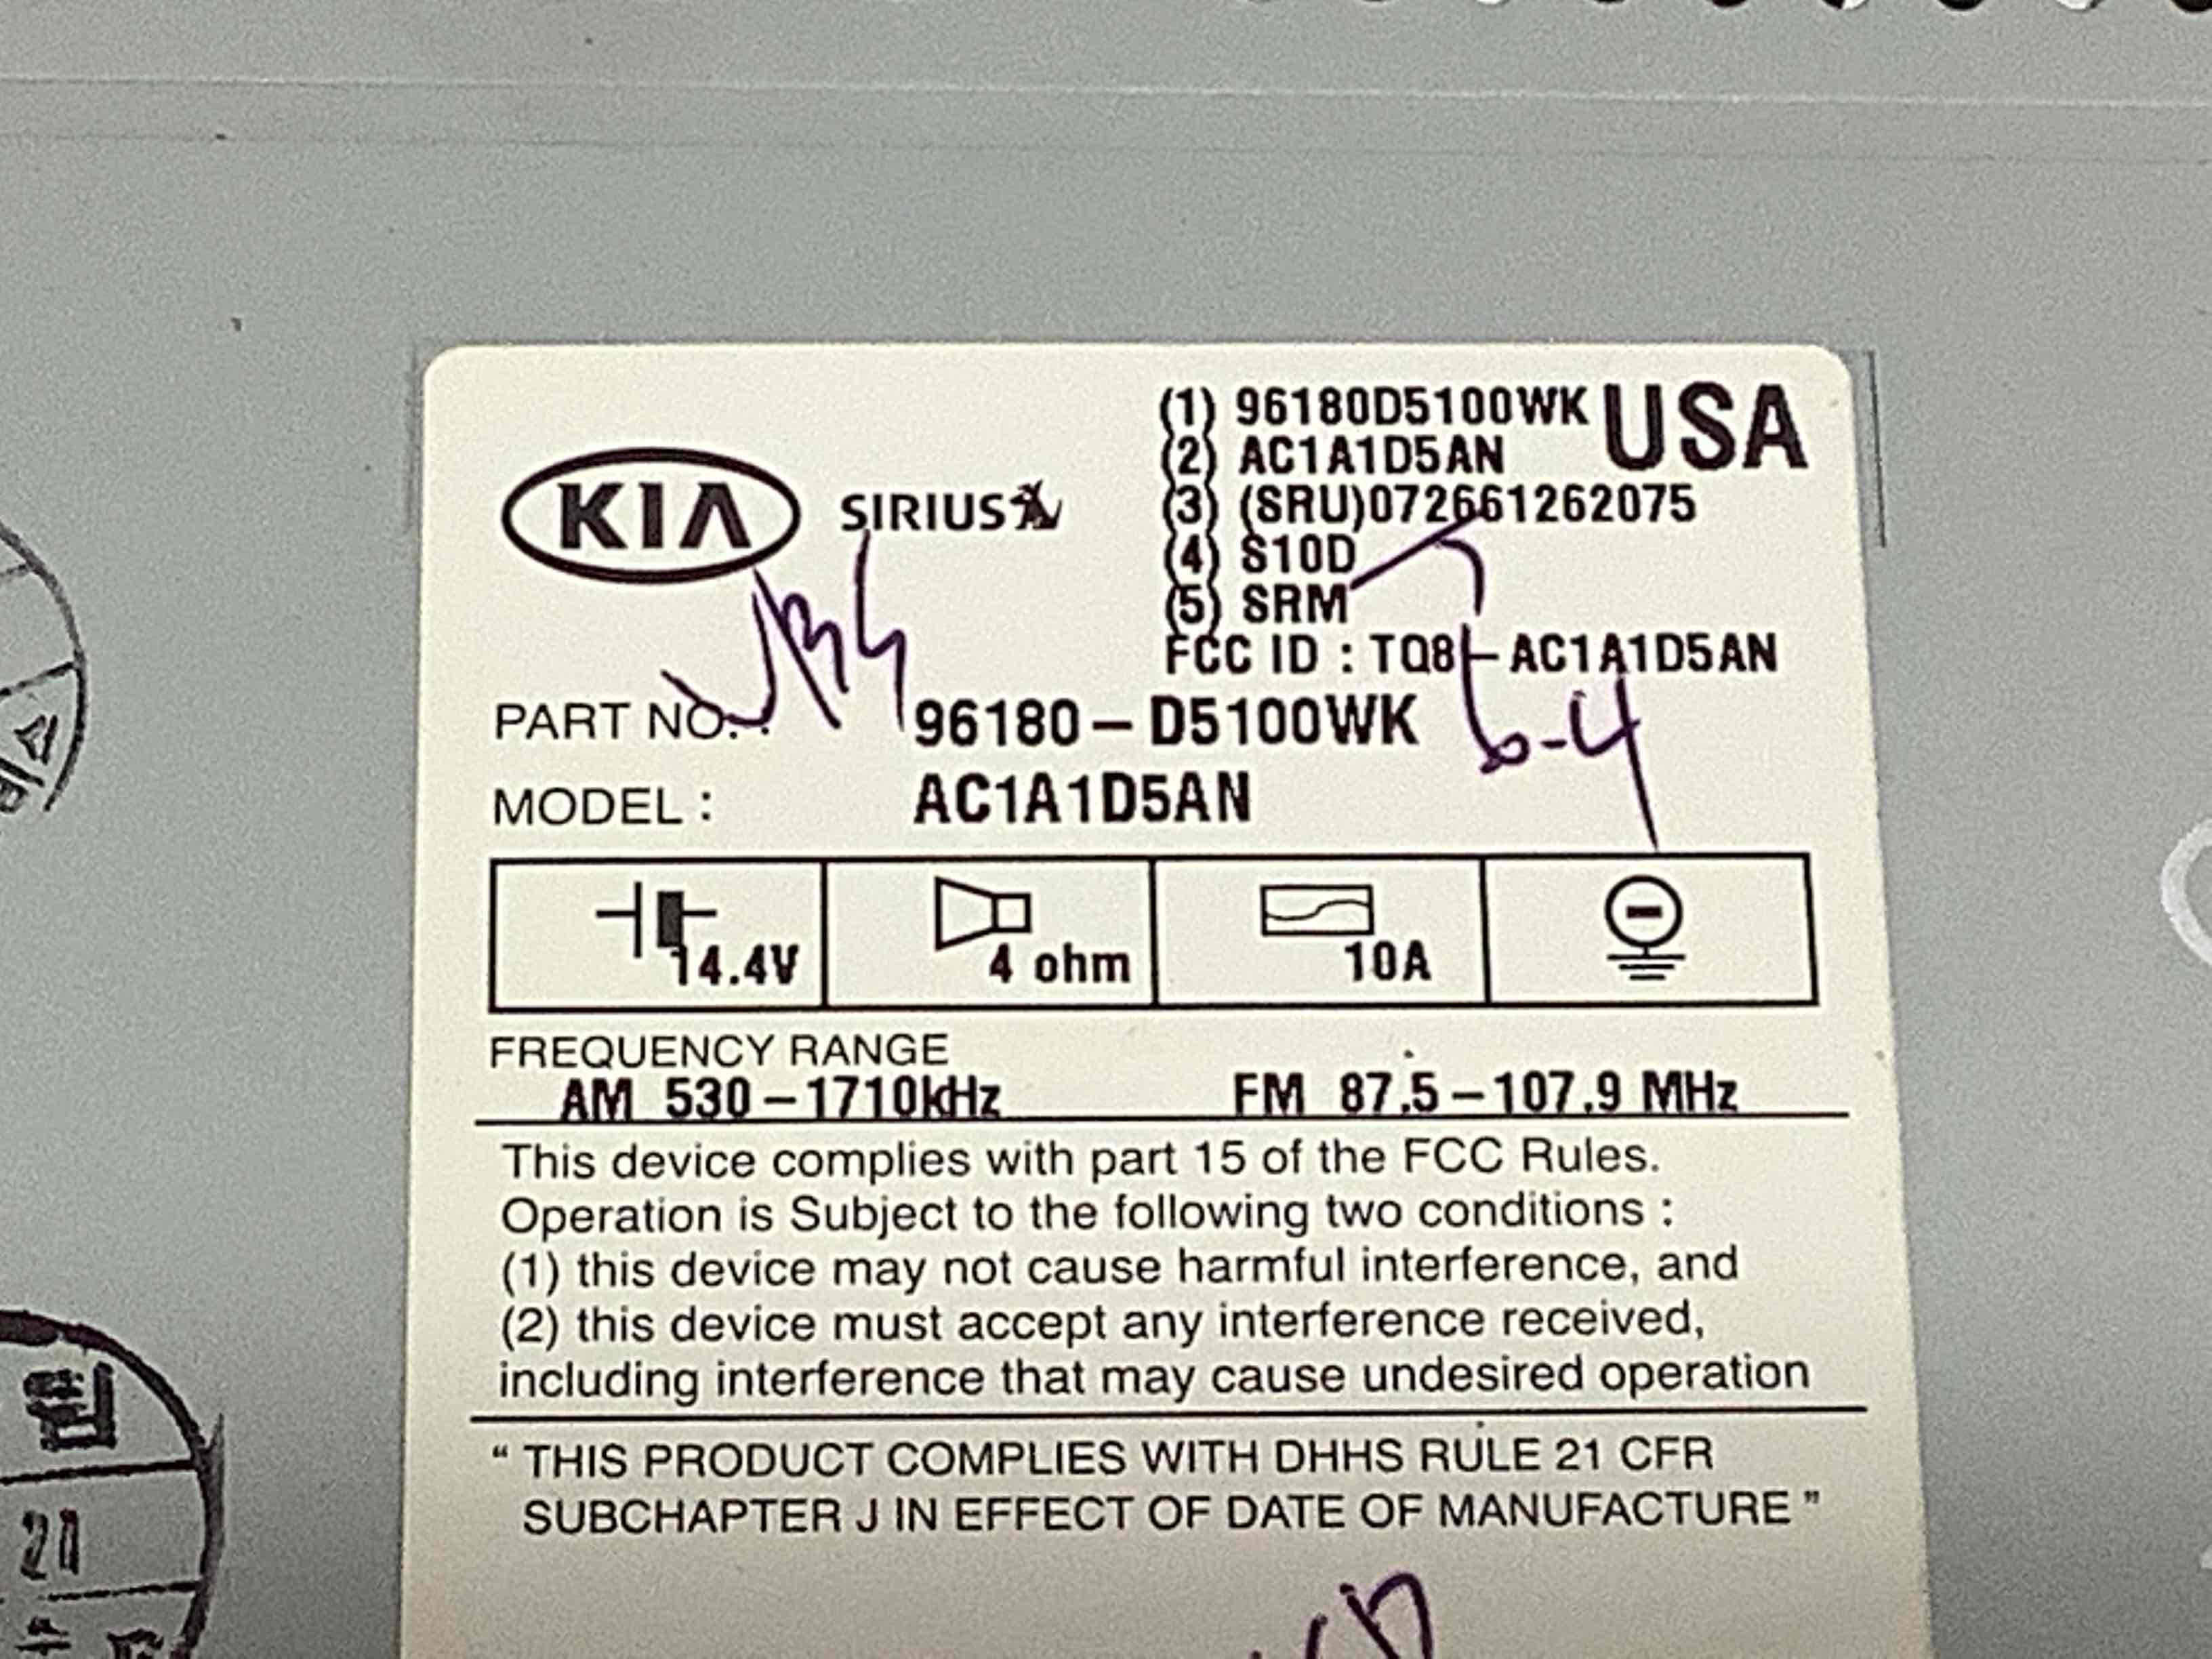 (1) 96180D5100WK USA
(2) AC1A1D5AN
KIA SIRIUS
(3) (SRU)072661262075
(4) S10D
(5) SRM
FCC ID : TQ8-AC1A1D5AN
PART NO. : 96180-D5100WK
6-4
MODEL : AC1A1D5AN
14.4V 4 ohm 10A
FREQUENCY RANGE
AM 530-1710kHz FM 87.5-107.9 MHz
This device complies with part 15 of the FCC Rules.
Operation is Subject to the following two conditions :
(1) this device may not cause harmful interference, and
(2) this device must accept any interference received,
including interference that may cause undesired operation
“ THIS PRODUCT COMPLIES WITH DHHS RULE 21 CFR
SUBCHAPTER J IN EFFECT OF DATE OF MANUFACTURE ”
20